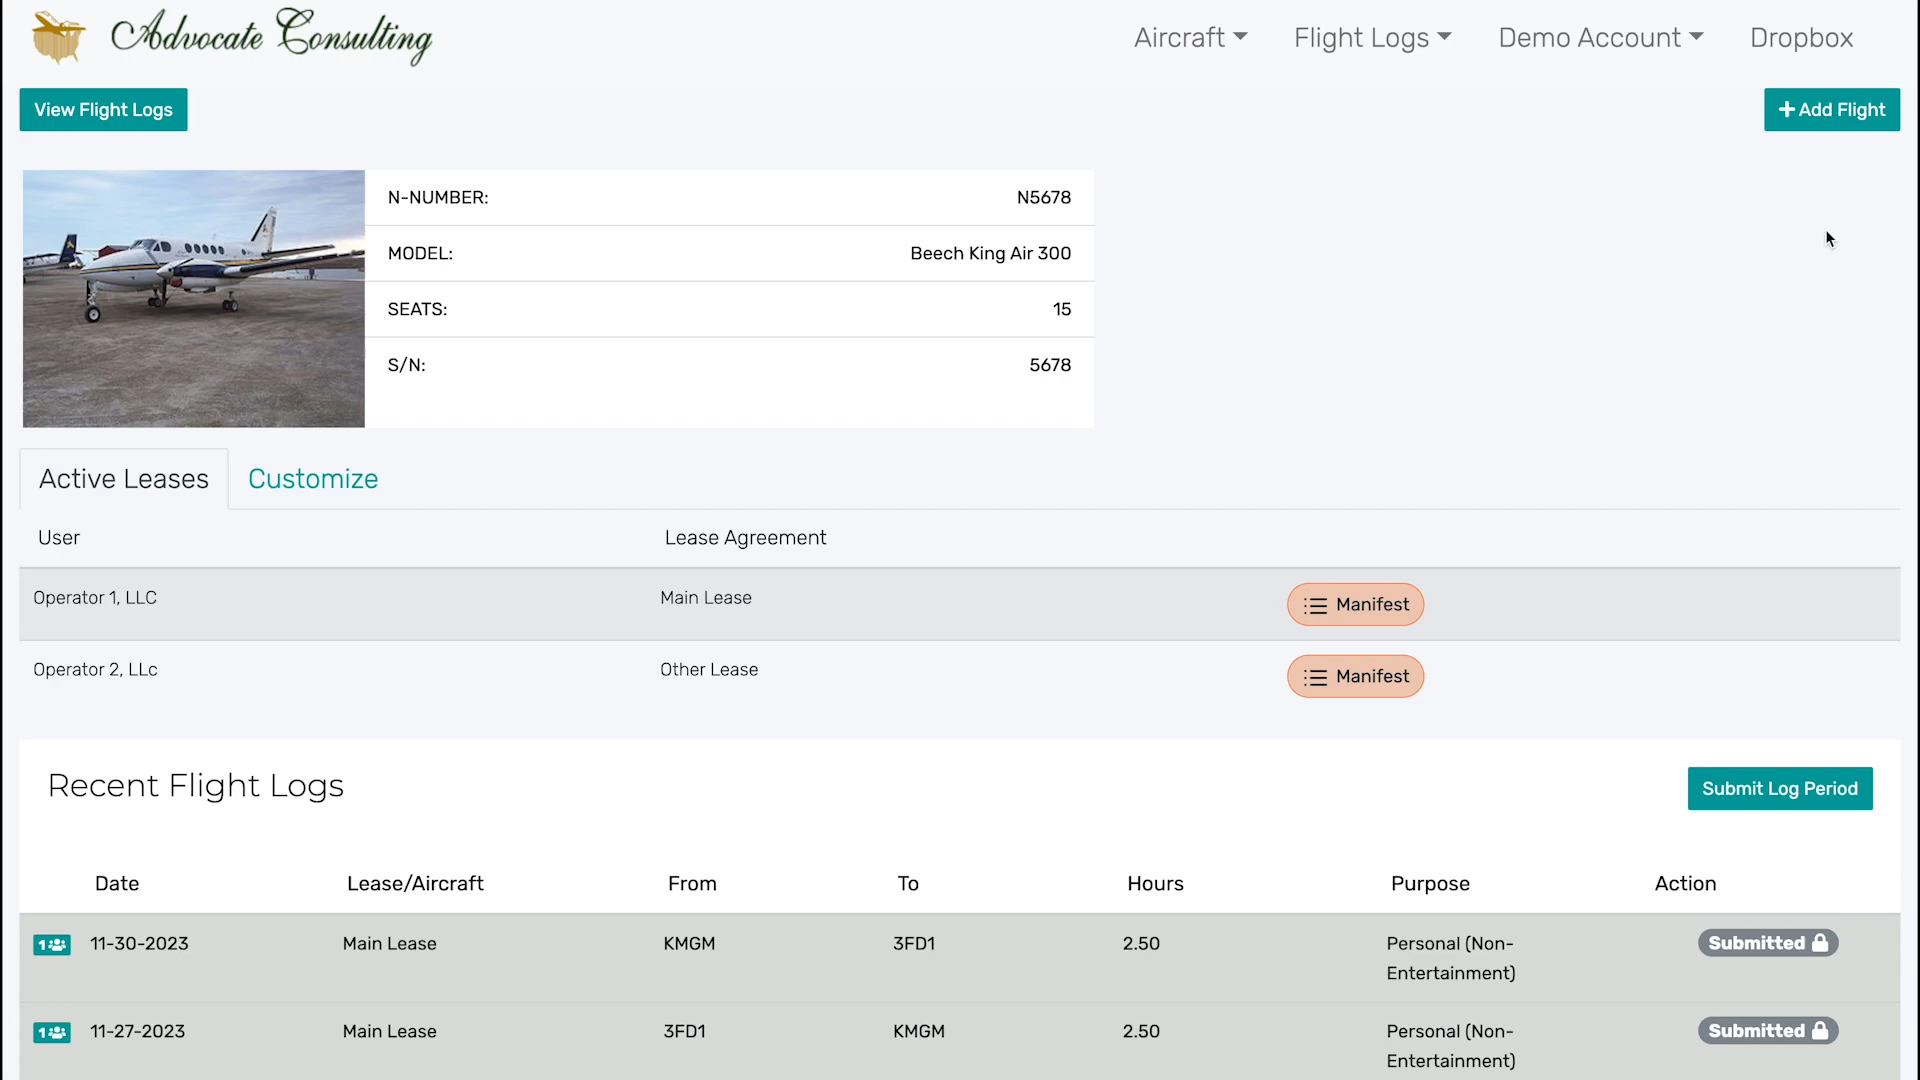 Advocate Consulting
Aircraft
Flight Logs
Demo Account
Dropbox
View Flight Logs
+ Add Flight
N-NUMBER: N5678
MODEL: Beech King Air 300
SEATS: 15
S/N: 5678
Active Leases
Customize
User Lease Agreement
Operator 1, LLC Main Lease Manifest
Operator 2, LLc Other Lease Manifest
Recent Flight Logs
Submit Log Period
Date Lease/Aircraft From To Hours Purpose Action
1 11-30-2023 Main Lease KMGM 3FD1 2.50 Personal (Non-
Entertainment) Submitted
1 11-27-2023 Main Lease 3FD1 KMGM 2.50 Personal (Non-
Entertainment) Submitted